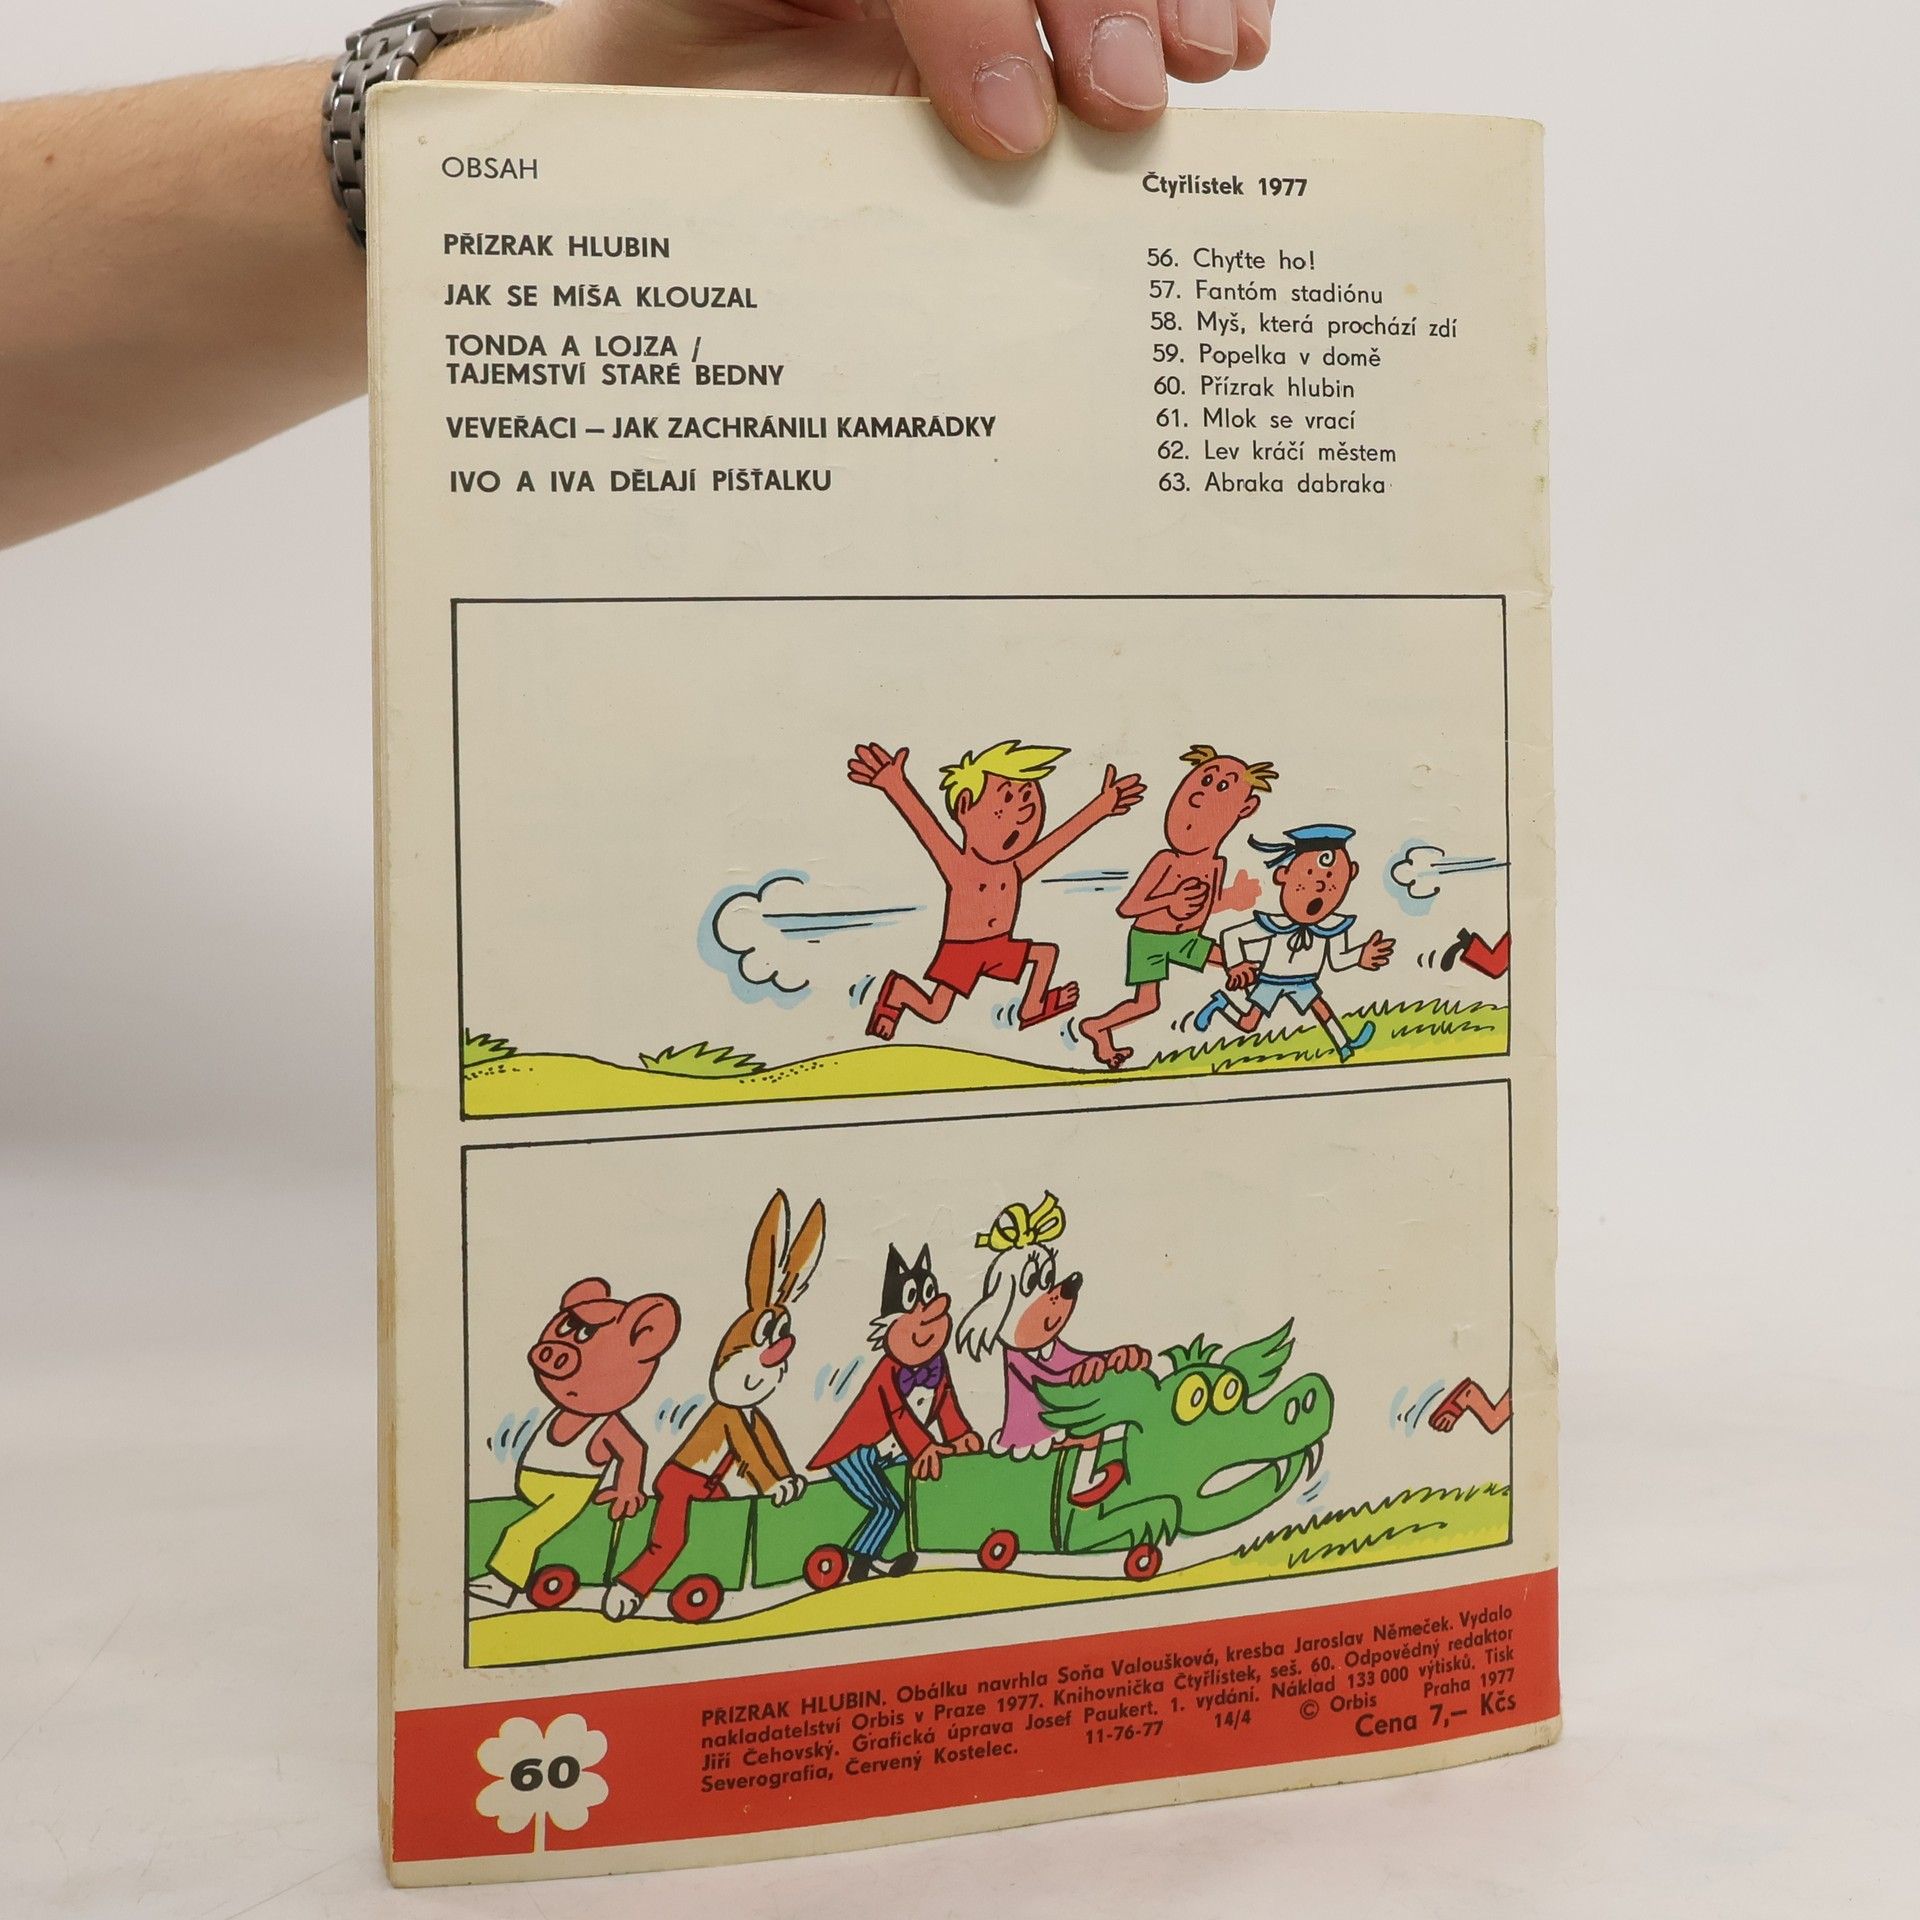 OBSAH
PŘÍZRAK HLUBIN
JAK SE MÍŠA KLOUZAL
TONDA A LOJZA /
TAJEMSTVÍ STARÉ BEDNY
VEVEŘÁCI – JAK ZACHRÁNILI KAMARÁDKY
IVO A IVA DĚLAJÍ PÍŠŤALKU
Čtyřlístek 1977
56. Chyťte ho!
57. Fantóm stadiónu
58. Myš, která prochází zdí
59. Popelka v domě
60. Přízrak hlubin
61. Mlok se vrací
62. Lev kráčí městem
63. Abraka dabraka
60
PŘÍZRAK HLUBIN. Obálku navrhla Soňa Valoušková, kresba Jaroslav Němeček. Vydalo
nakladatelství Orbis v Praze 1977. Knihovnička Čtyřlístek, seš. 60. Odpovědný redaktor
Jiří Čehovský. Grafická úprava Josef Paukert. 1. vydání. Náklad 133 000 výtisků. Tisk
Severografia, Červený Kostelec. 11-76-77 14/4 © Orbis Praha 1977
Cena 7,– Kčs